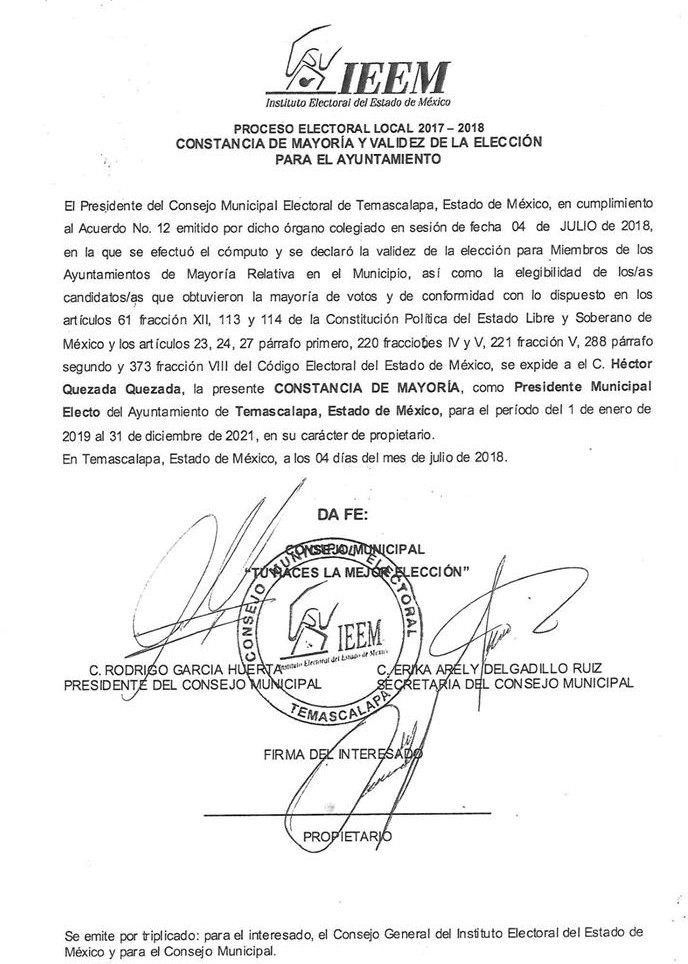 IEEM
Instituto Electoral del Estado de México
PROCESO ELECTORAL LOCAL 2017 – 2018
CONSTANCIA DE MAYORÍA Y VALIDEZ DE LA ELECCIÓN
PARA EL AYUNTAMIENTO
El Presidente del Consejo Municipal Electoral de Temascalapa, Estado de México, en cumplimiento
al Acuerdo No. 12 emitido por dicho órgano colegiado en sesión de fecha 04 de JULIO de 2018,
en la que se efectuó el cómputo y se declaró la validez de la elección para Miembros de los
Ayuntamientos de Mayoría Relativa en el Municipio, así como la elegibilidad de los/as
candidatos/as que obtuvieron la mayoría de votos y de conformidad con lo dispuesto en los
artículos 61 fracción XII, 113 y 114 de la Constitución Política del Estado Libre y Soberano de
México y los artículos 23, 24, 27 párrafo primero, 220 fracciones IV y V, 221 fracción V, 288 párrafo
segundo y 373 fracción VIII del Código Electoral del Estado de México, se expide a el C. Héctor
Quezada Quezada, la presente CONSTANCIA DE MAYORÍA, como Presidente Municipal
Electo del Ayuntamiento de Temascalapa, Estado de México, para el período del 1 de enero de
2019 al 31 de diciembre de 2021, en su carácter de propietario.
En Temascalapa, Estado de México, a los 04 días del mes de julio de 2018.
DA FE:
CONSEJO MUNICIPAL
“TÚ HACES LA MEJOR ELECCIÓN”
CONSEJO MUNICIPAL ELECTORAL
IEEM
Instituto Electoral del Estado de México
TEMASCALAPA
C. RODRIGO GARCIA HUERTA
PRESIDENTE DEL CONSEJO MUNICIPAL
C. ERIKA ARELY DELGADILLO RUIZ
SECRETARIA DEL CONSEJO MUNICIPAL
FIRMA DEL INTERESADO
PROPIETARIO
Se emite por triplicado: para el interesado, el Consejo General del Instituto Electoral del Estado de
México y para el Consejo Municipal.